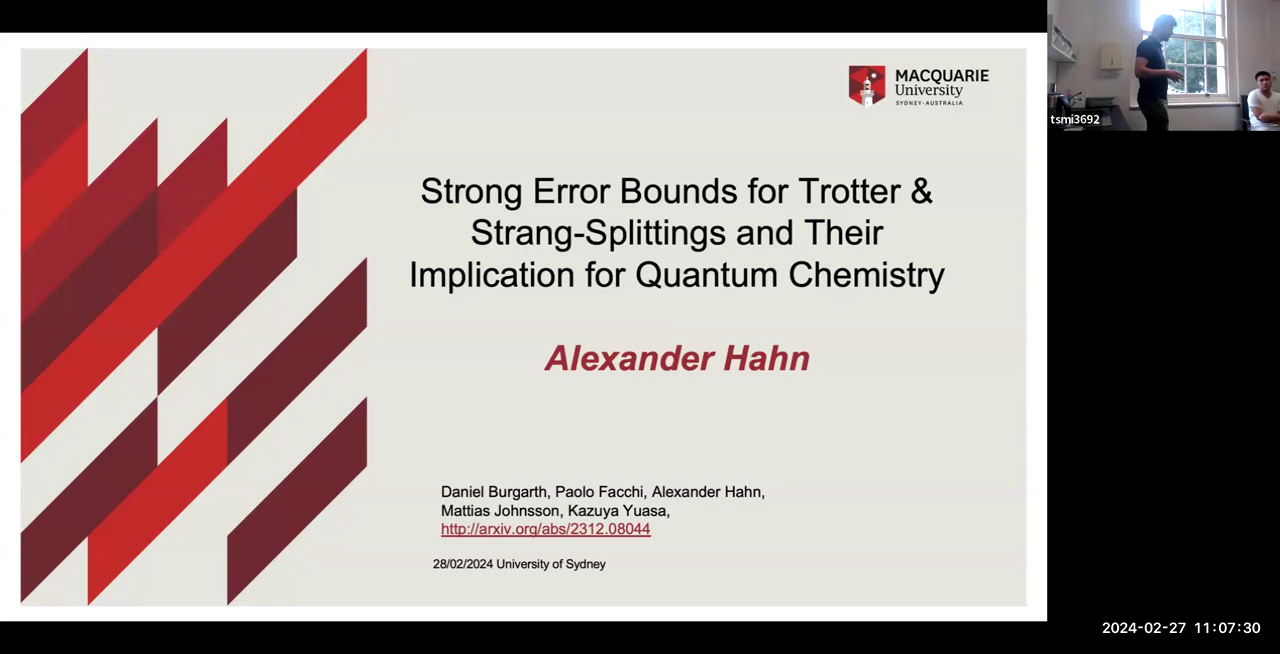 MACQUARIE
University
SYDNEY·AUSTRALIA
tsmi3692
Strong Error Bounds for Trotter &
Strang-Splittings and Their
Implication for Quantum Chemistry
Alexander Hahn
Daniel Burgarth, Paolo Facchi, Alexander Hahn,
Mattias Johnsson, Kazuya Yuasa,
http://arxiv.org/abs/2312.08044
28/02/2024 University of Sydney
2024-02-27 11:07:30